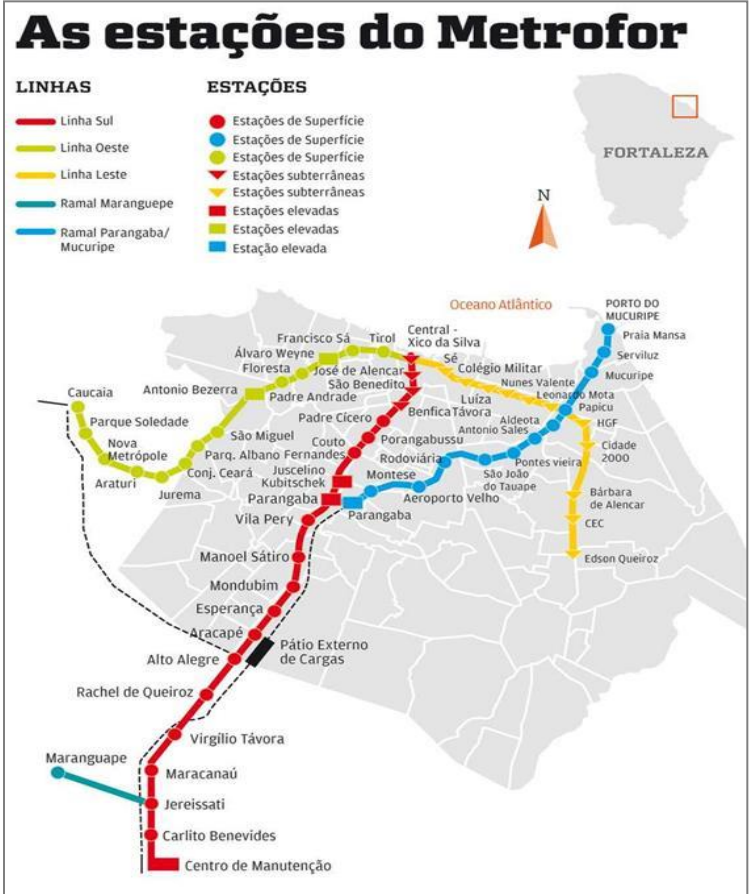 As estações do Metrofor
LINHAS
Linha Sul
Linha Oeste
Linha Leste
Ramal Maranguepe
Ramal Parangaba/
Mucuripe
ESTAÇÕES
Estações de Superfície
Estações de Superfície
Estações de Superfície
Estações subterrâneas
Estações subterrâneas
Estações elevadas
Estações elevadas
Estação elevada
FORTALEZA
N
Oceano Atlântico
PORTO DO
MUCURIPE
Praia Mansa
Serviluz
Mucuripe
Francisco Sá
Tirol
Central -
Xico da Silva
Álvaro Weyne
Floresta
José de Alencar
São Benedito
Sé
Colégio Militar
Nunes Valente
Leonardo Mota
Papicu
Caucaia
Antonio Bezerra
Padre Andrade
Luíza
Távora
Benfica
Aldeota
HGF
Parque Soledade
Padre Cícero
Antonio Sales
Nova
Metrópole
São Miguel
Couto
Fernandes
Porangabussu
Cidade
2000
Parq. Albano
Rodoviária
Pontes vieira
Araturi
Conj. Ceará
Juscelino
Kubitschek
Montese
São João
do Tauape
Jurema
Parangaba
Aeroporto Velho
Bárbara
de Alencar
Parangaba
Vila Pery
CEC
Manoel Sátiro
Edson Queiroz
Mondubim
Esperança
Aracapé
Pátio Externo
de Cargas
Alto Alegre
Rachel de Queiroz
Virgílio Távora
Maranguape
Maracanaú
Jereissati
Carlito Benevides
Centro de Manutenção